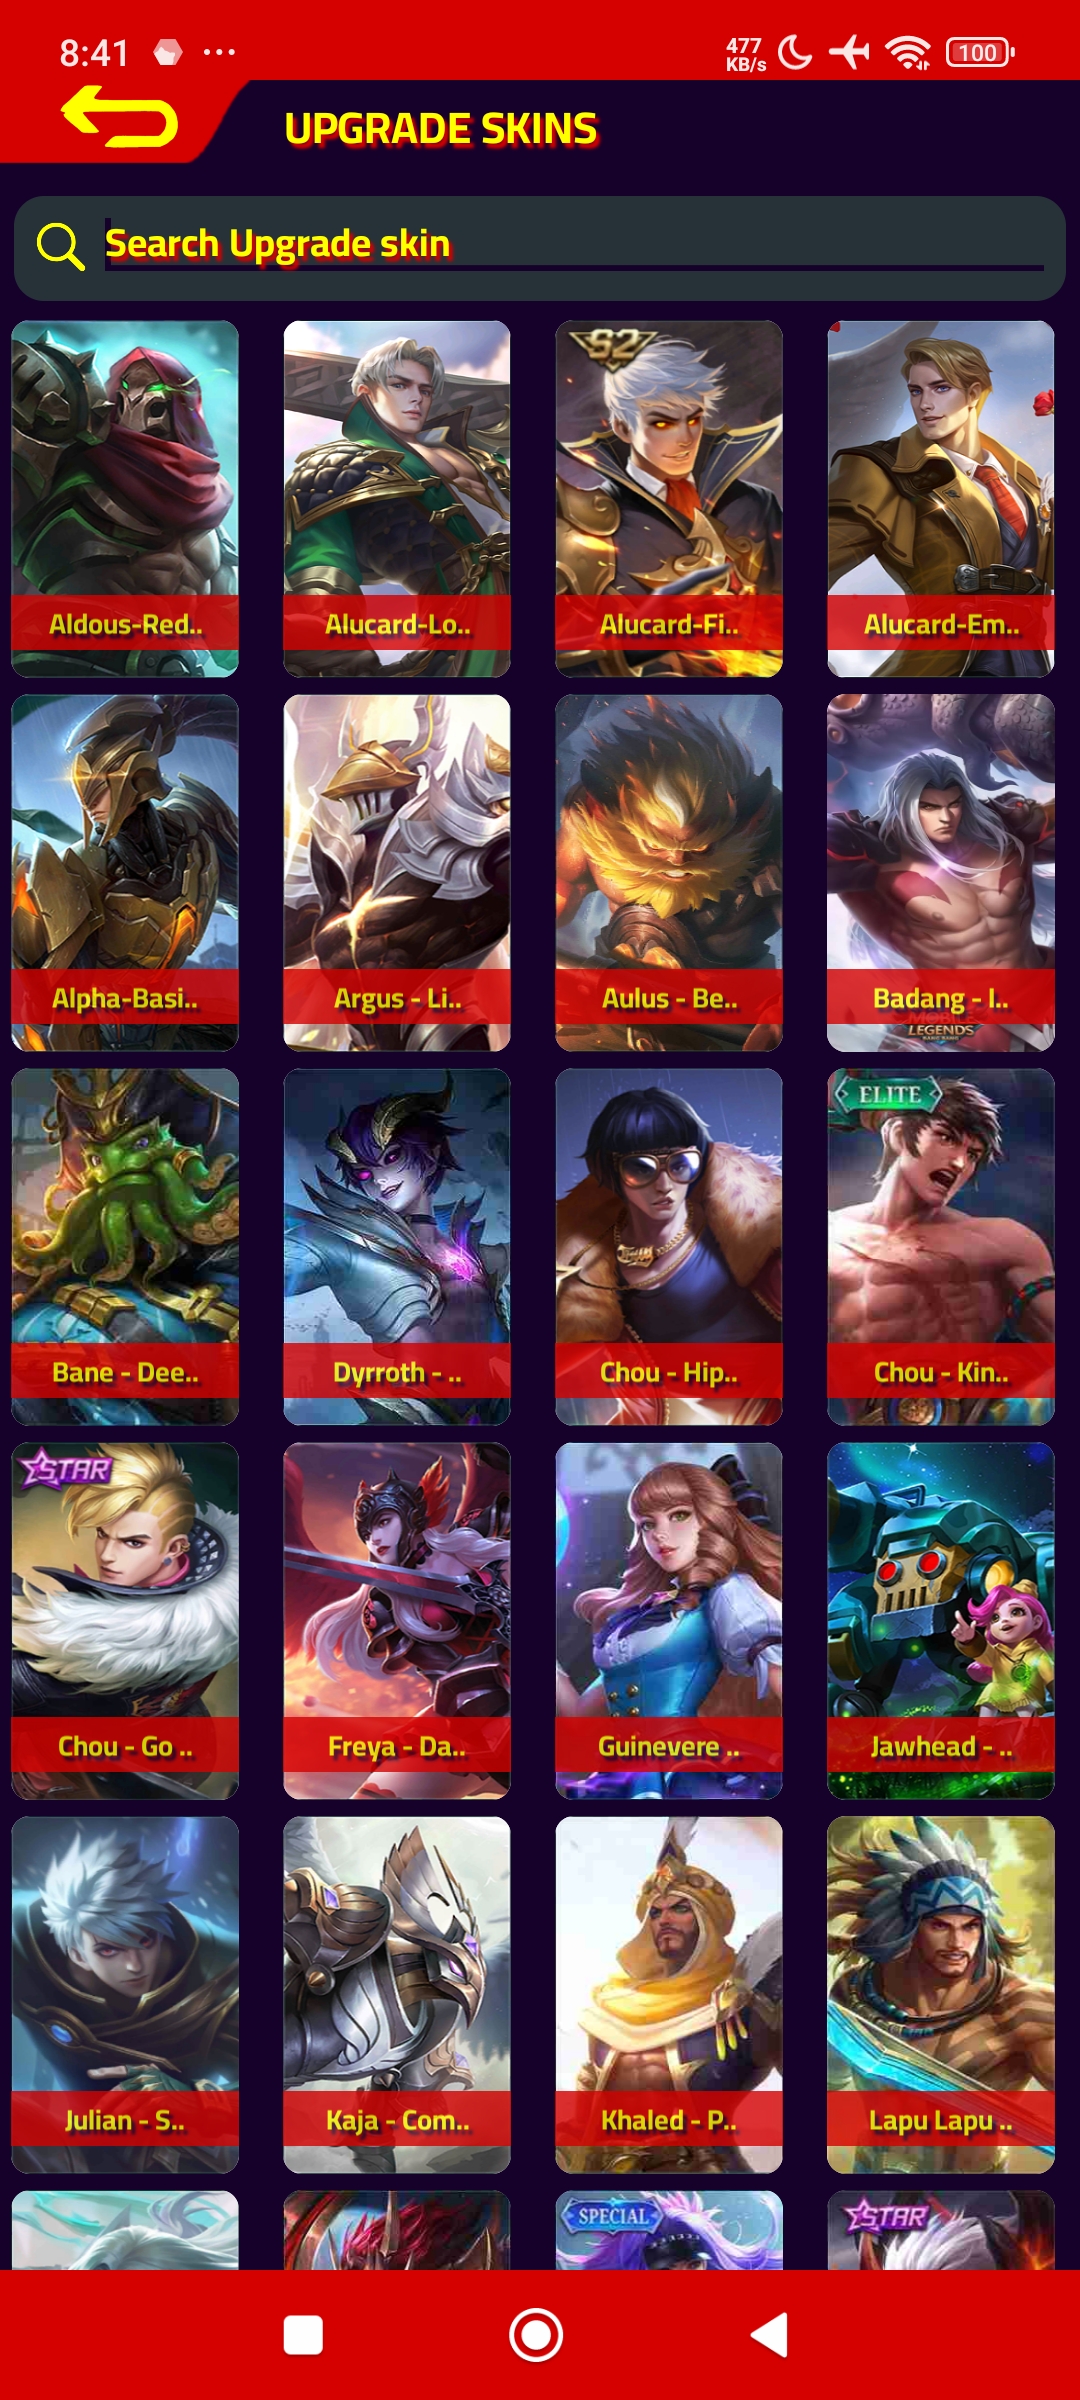 8:41
477
KB/s
100
UPGRADE SKINS
Search Upgrade skin
S2
Aldous-Red..
Alucard-Lo..
Alucard-Fi..
Alucard-Em..
Alpha-Basi..
Argus - Li..
Aulus - Be..
Badang - I..
MOBILE
LEGENDS
BANG BANG
ELITE
Bane - Dee..
Dyrroth - ..
Chou - Hip..
Chou - Kin..
STAR
Chou - Go ..
Freya - Da..
Guinevere ..
Jawhead - ..
Julian - S..
Kaja - Com..
Khaled - P..
Lapu Lapu ..
SPECIAL
STAR